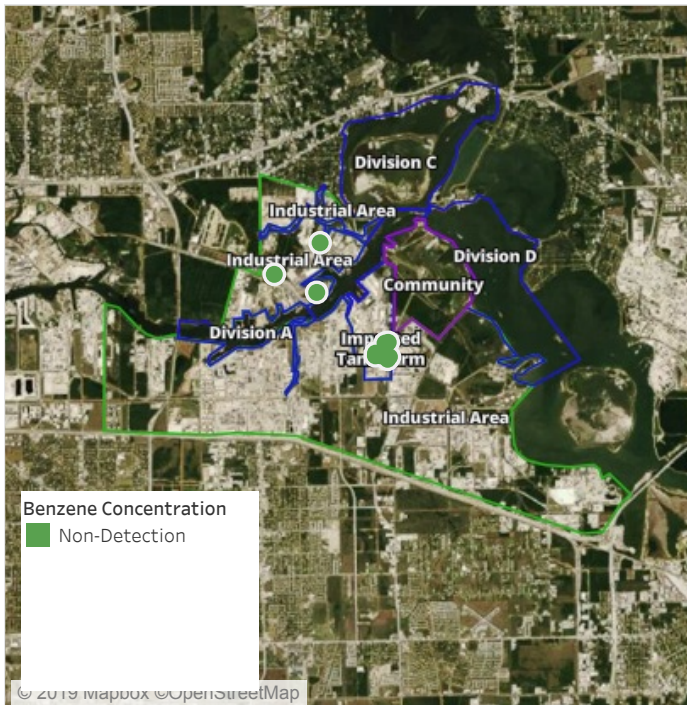 Division C
Industrial Area
Industrial Area
Division D
Community
Division A
Industrial Area
Benzene Concentration
Non-Detection
© 2019 Mapbox ©OpenStreetMap